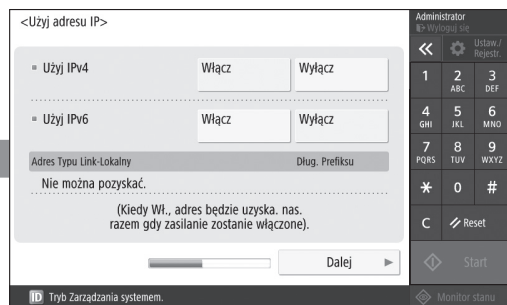 <Użyj adresu IP>
Użyj IPv4 Włącz Wyłącz
Użyj IPv6 Włącz Wyłącz
Adres Typu Link-Lokalny Dług. Prefiksu
Nie można pozyskać.
(Kiedy Wł., adres będzie uzyska. nas.
razem gdy zasilanie zostanie włączone).
Dalej
ID Tryb Zarządzania systemem.
Administrator
Wyloguj się
Ustaw./
Rejestr.
1 2 3
ABC DEF
4 5 6
GHI JKL MNO
7 8 9
PQRS TUV WXYZ
* 0 #
C Reset
Start
Monitor stanu